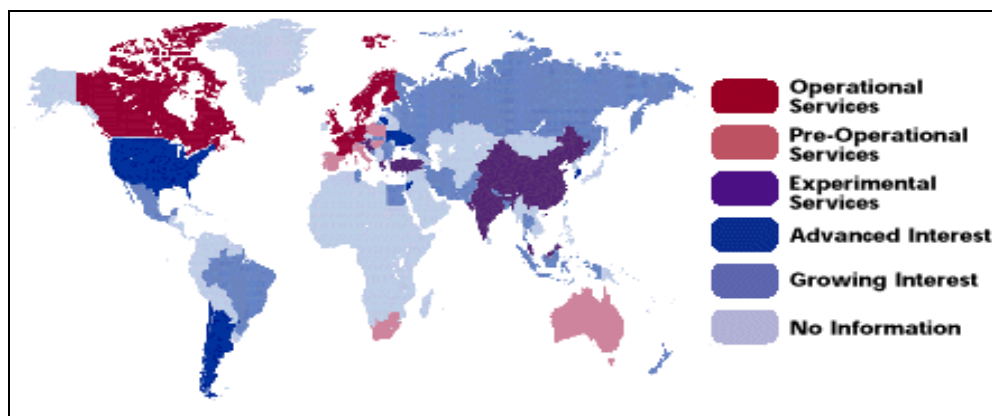 Operational
Services
Pre-Operational
Services
Experimental
Services
Advanced Interest
Growing Interest
No Information